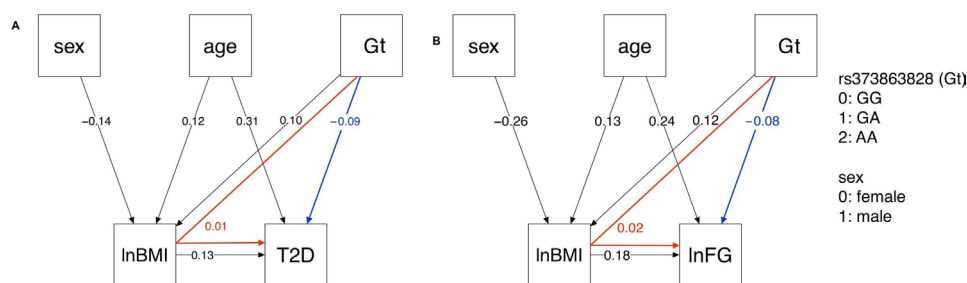 A
sex
age
Gt
−0.14
0.12
0.31
0.10
−0.09
0.01
0.13
lnBMI
T2D
B
sex
age
Gt
−0.26
0.13
0.24
0.12
−0.08
0.02
0.18
lnBMI
lnFG
rs373863828 (Gt)
0: GG
1: GA
2: AA
sex
0: female
1: male